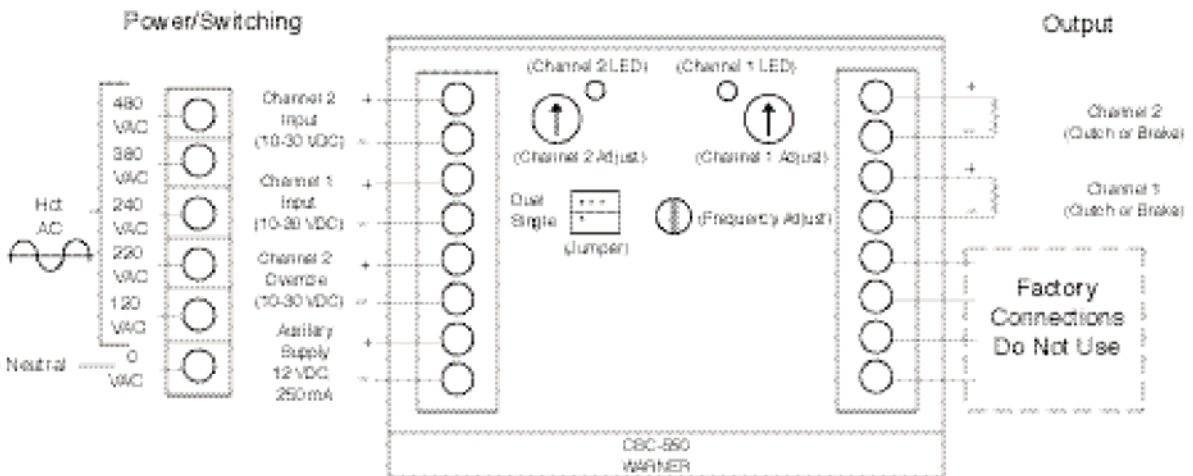 Power/Switching
Output
480
VAC
380
VAC
240
VAC
220
VAC
120
VAC
0
VAC
Hot
AC
Neutral
Channel 2
Input
(10-30 VDC)
Channel 1
Input
(10-30 VDC)
Channel 2
Override
(10-30 VDC)
Auxiliary
Supply
12 VDC
250 mA
+
−
+
−
+
−
+
−
(Channel 2 LED)
(Channel 1 LED)
(Channel 2 Adjust)
(Channel 1 Adjust)
Dual
Single
(Jumper)
(Frequency Adjust)
+
−
Channel 2
(Clutch or Brake)
+
−
Channel 1
(Clutch or Brake)
Factory
Connections
Do Not Use
CBC-550
WARNER